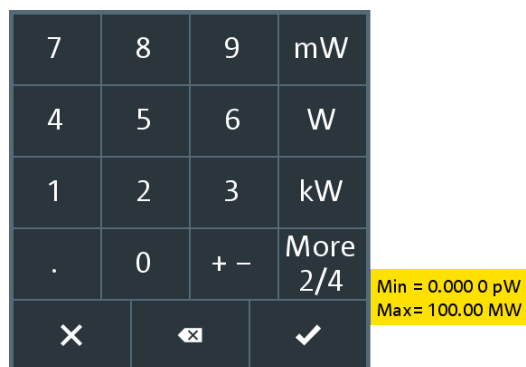 7 8 9 mW
4 5 6 W
1 2 3 kW
. 0 + − More
2/4
Min = 0.000 0 pW
Max= 100.00 MW